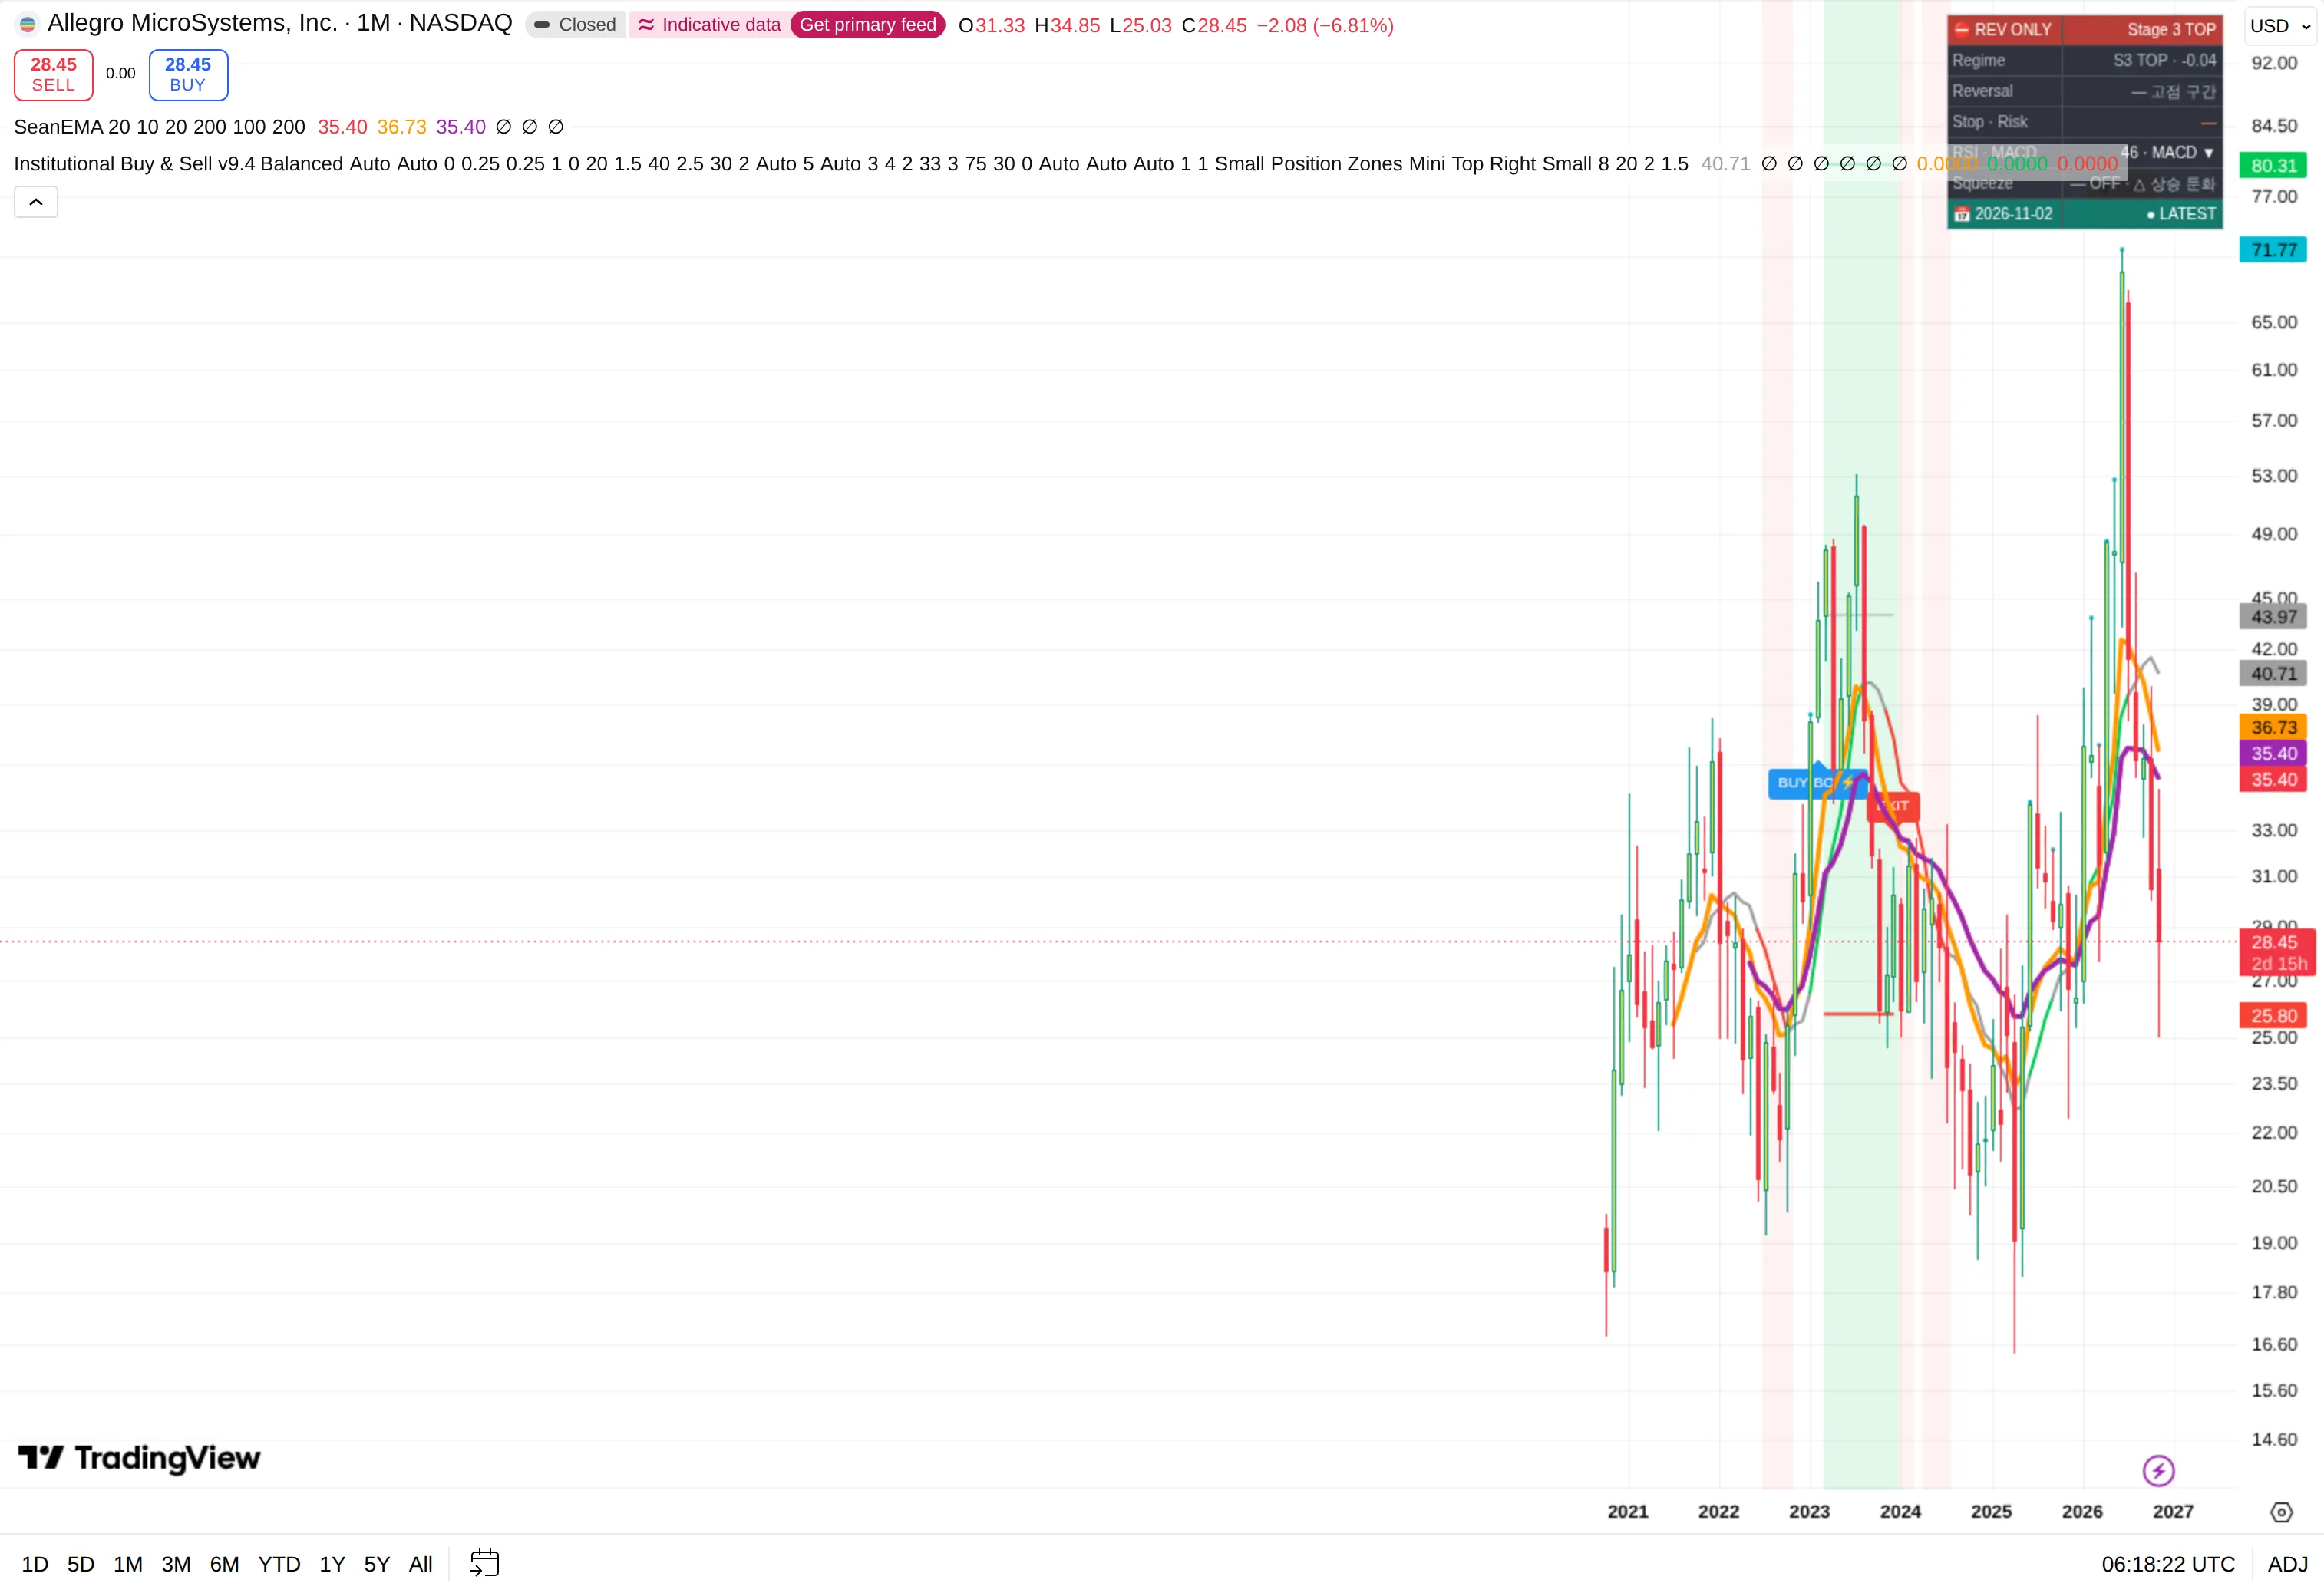 Allegro MicroSystems, Inc. · 1M · NASDAQ Closed Indicative data Get primary feed O31.33 H34.85 L25.03 C28.45 −2.08 (−6.81%)
28.45 SELL
0.00
28.45 BUY
SeanEMA 20 10 20 200 100 200 35.40 36.73 35.40 ∅ ∅ ∅
Institutional Buy & Sell v9.4 Balanced Auto Auto 0 0.25 0.25 1 0 20 1.5 40 2.5 30 2 Auto 5 Auto 3 4 2 33 3 75 30 0 Auto Auto Auto 1 1 Small Position Zones Mini Top Right Small 8 20 2 1.5 40.71 ∅ ∅ ∅ ∅ ∅ ∅ 0.0000 0.0000 0.0000
REV ONLY Stage 3 TOP
Regime S3 TOP · -0.04
Reversal — 고점 구간
Stop · Risk —
RSI · MACD 46 · MACD ▼
Squeeze — OFF · △ 상승 둔화
2026-11-02 ● LATEST
USD
92.00
84.50
80.31
77.00
71.77
65.00
61.00
57.00
53.00
49.00
45.00
43.97
42.00
40.71
39.00
36.73
35.40
35.40
33.00
31.00
29.00
28.45
2d 15h
27.00
25.80
25.00
23.50
22.00
20.50
19.00
17.80
16.60
15.60
14.60
BUY
TradingView
2021 2022 2023 2024 2025 2026 2027
1D 5D 1M 3M 6M YTD 1Y 5Y All
06:18:22 UTC ADJ